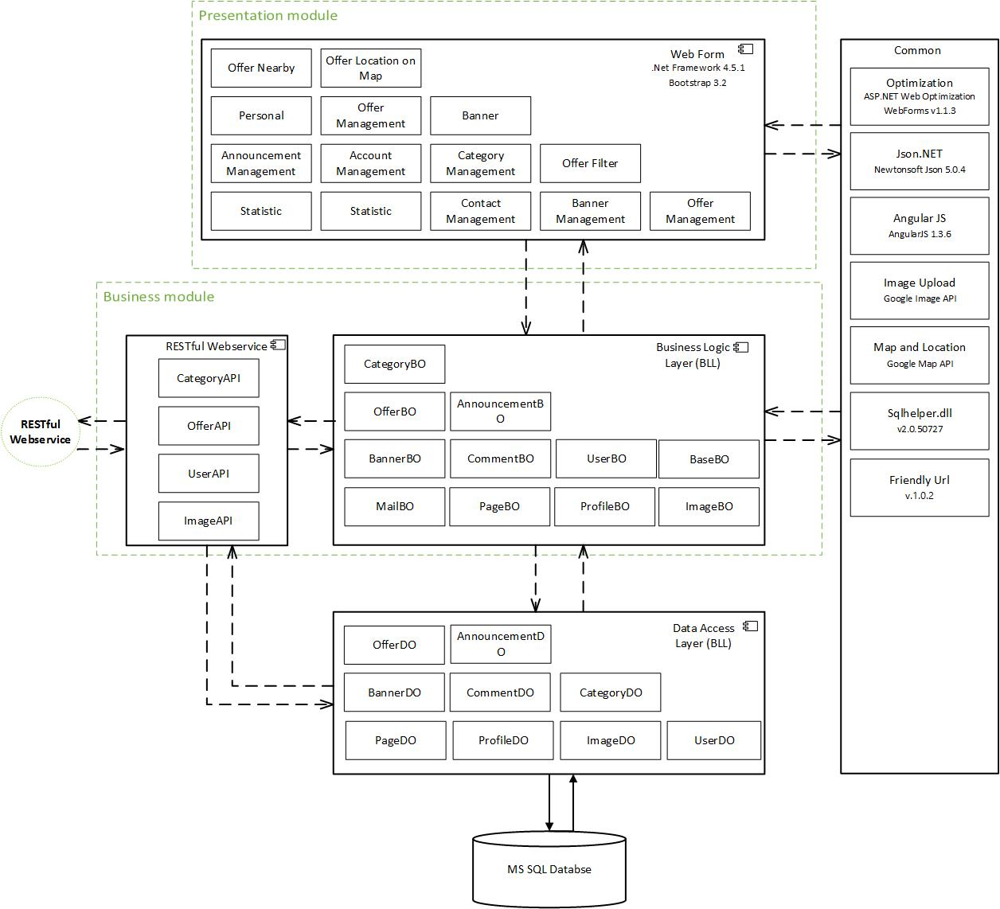 Presentation module
Web Form
.Net Framework 4.5.1
Bootstrap 3.2
Offer Nearby
Offer Location on
Map
Personal
Offer
Management
Banner
Announcement
Management
Account
Management
Category
Management
Offer Filter
Statistic
Statistic
Contact
Management
Banner
Management
Offer
Management
Common
Optimization
ASP.NET Web Optimization
WebForms v1.1.3
Json.NET
Newtonsoft Json 5.0.4
Angular JS
AngularJS 1.3.6
Image Upload
Google Image API
Map and Location
Google Map API
Sqlhelper.dll
v2.0.50727
Friendly Url
v.1.0.2
Business module
RESTful
Webservice
RESTful Webservice
CategoryAPI
OfferAPI
UserAPI
ImageAPI
Business Logic
Layer (BLL)
CategoryBO
OfferBO
AnnouncementB
O
BannerBO
CommentBO
UserBO
BaseBO
MailBO
PageBO
ProfileBO
ImageBO
Data Access
Layer (BLL)
OfferDO
AnnouncementD
O
BannerDO
CommentDO
CategoryDO
PageDO
ProfileDO
ImageDO
UserDO
MS SQL Databse